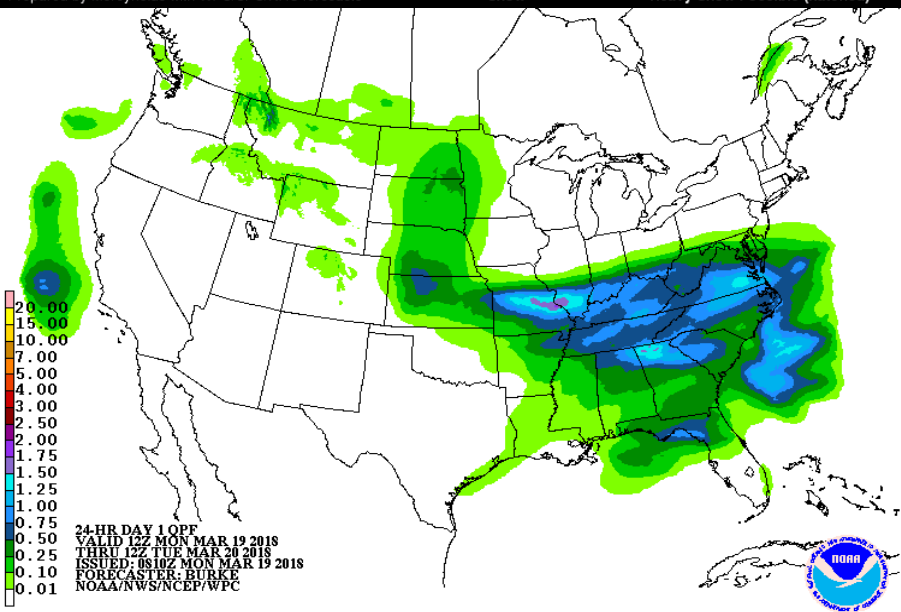 20.00
15.00
10.00
7.00
5.00
4.00
3.00
2.50
2.00
1.75
1.50
1.25
1.00
0.75
0.50
0.25
0.10
0.01
24-HR DAY 1 QPF
VALID 12Z MON MAR 19 2018
THRU 12Z TUE MAR 20 2018
ISSUED: 0810Z MON MAR 19 2018
FORECASTER: BURKE
NOAA/NWS/NCEP/WPC
NOAA